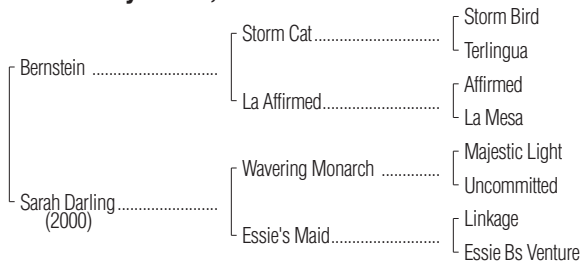 Storm Bird
Storm Cat
Terlingua
Bernstein
Affirmed
La Affirmed
La Mesa
Majestic Light
Wavering Monarch
Uncommitted
Sarah Darling
(2000)
Linkage
Essie's Maid
Essie Bs Venture